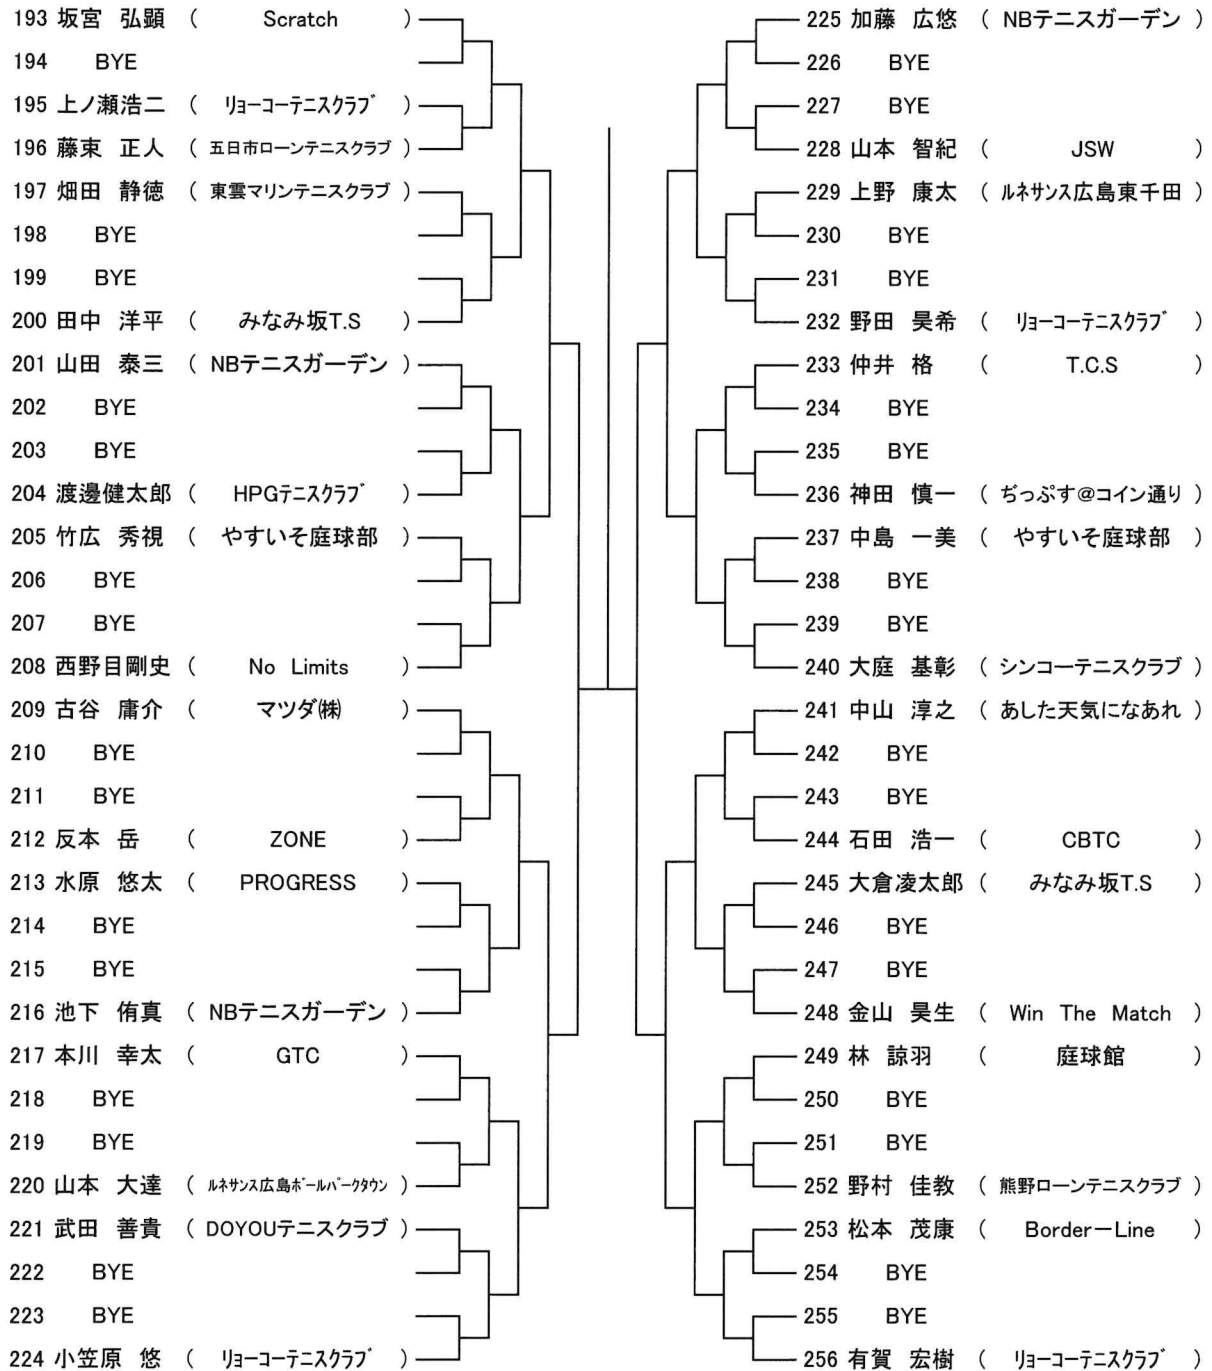 193 坂宮 弘顕 ( Scratch )
194 BYE
195 上ノ瀬浩二 ( リョーコーテニスクラブ )
196 藤東 正人 ( 五日市ローンテニスクラブ )
197 畑田 静徳 ( 東雲マリンテニスクラブ )
198 BYE
199 BYE
200 田中 洋平 ( みなみ坂T.S )
201 山田 泰三 ( NBテニスガーデン )
202 BYE
203 BYE
204 渡邊健太郎 ( HPGテニスクラブ )
205 竹広 秀視 ( やすいそ庭球部 )
206 BYE
207 BYE
208 西野目剛史 ( No Limits )
209 古谷 庸介 ( マツダ㈱ )
210 BYE
211 BYE
212 反本 岳 ( ZONE )
213 水原 悠太 ( PROGRESS )
214 BYE
215 BYE
216 池下 侑真 ( NBテニスガーデン )
217 本川 幸太 ( GTC )
218 BYE
219 BYE
220 山本 大達 ( ルネサンス広島ボールパークタウン )
221 武田 善貴 ( DOYOUテニスクラブ )
222 BYE
223 BYE
224 小笠原 悠 ( リョーコーテニスクラブ )
225 加藤 広悠 ( NBテニスガーデン )
226 BYE
227 BYE
228 山本 智紀 ( JSW )
229 上野 康太 ( ルネサンス広島東千田 )
230 BYE
231 BYE
232 野田 昊希 ( リョーコーテニスクラブ )
233 仲井 格 ( T.C.S )
234 BYE
235 BYE
236 神田 慎一 ( ぢっぷす@コイン通り )
237 中島 一美 ( やすいそ庭球部 )
238 BYE
239 BYE
240 大庭 基彰 ( シンコーテニスクラブ )
241 中山 淳之 ( あした天気になあれ )
242 BYE
243 BYE
244 石田 浩一 ( CBTC )
245 大倉凌太郎 ( みなみ坂T.S )
246 BYE
247 BYE
248 金山 昊生 ( Win The Match )
249 林 諒羽 ( 庭球館 )
250 BYE
251 BYE
252 野村 佳教 ( 熊野ローンテニスクラブ )
253 松本 茂康 ( Border－Line )
254 BYE
255 BYE
256 有賀 宏樹 ( リョーコーテニスクラブ )